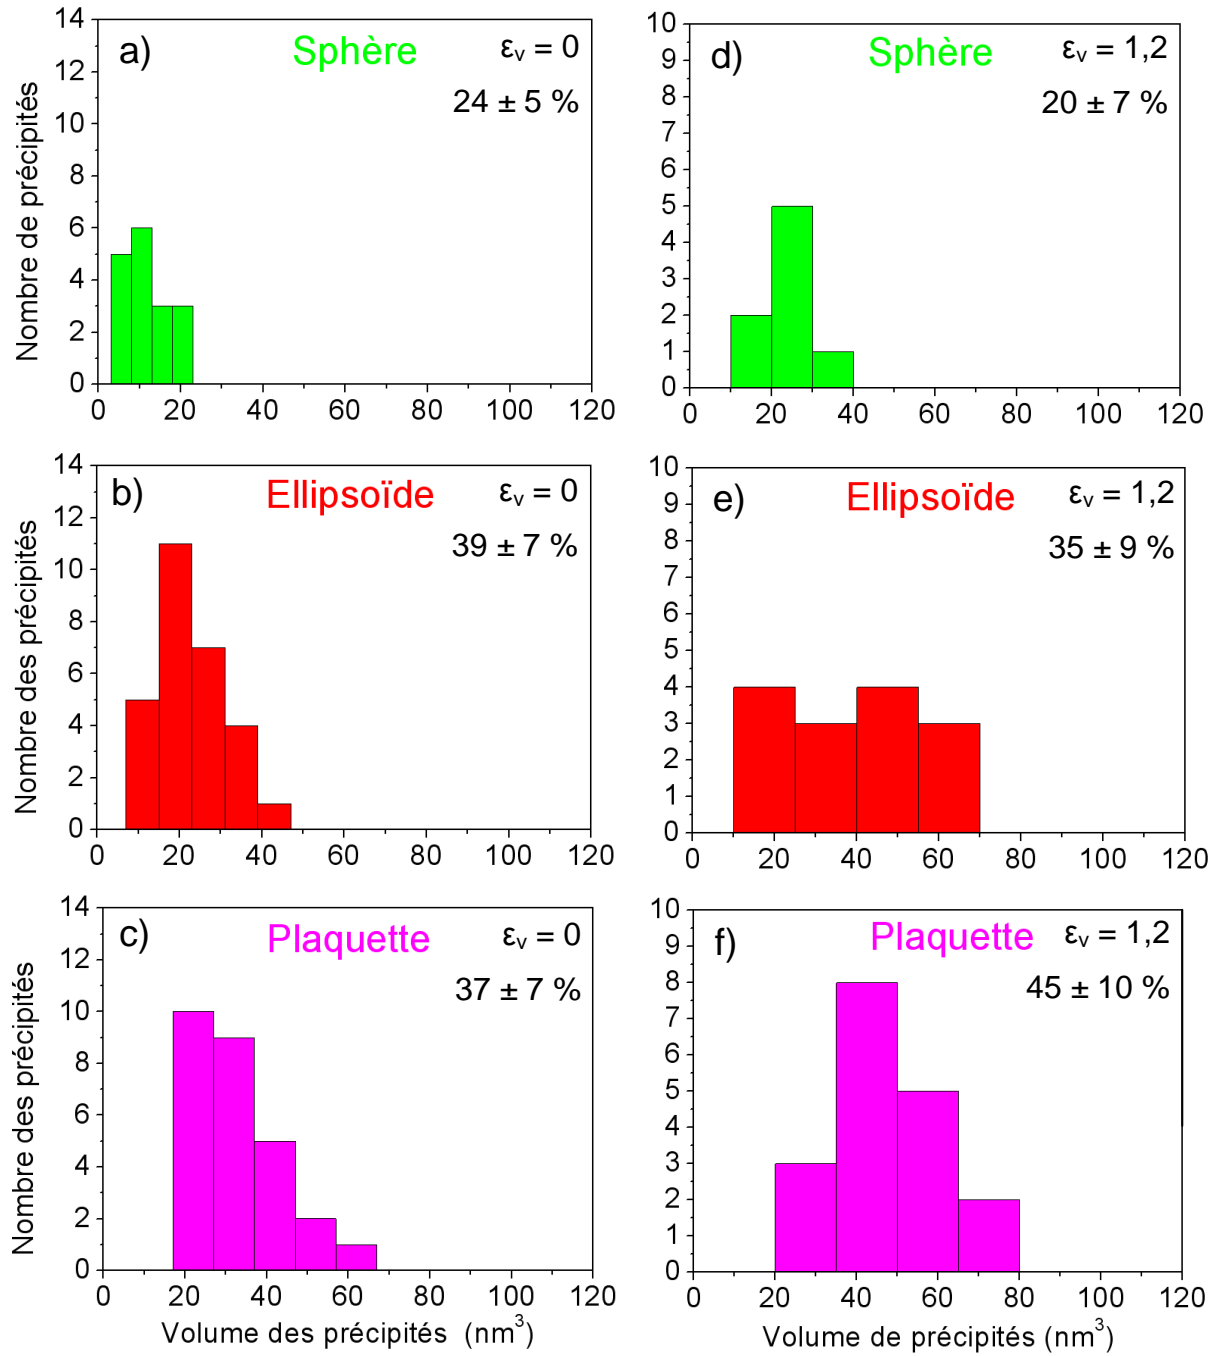 a) Sphère εv = 0
24 ± 5 %
Nombre de précipités
14
12
10
8
6
4
2
0
0 20 40 60 80 100 120
d) Sphère εv = 1,2
20 ± 7 %
10
9
8
7
6
5
4
3
2
1
0
0 20 40 60 80 100 120
b) Ellipsoïde εv = 0
39 ± 7 %
Nombre des précipités
14
12
10
8
6
4
2
0
0 20 40 60 80 100 120
e) Ellipsoïde εv = 1,2
35 ± 9 %
10
9
8
7
6
5
4
3
2
1
0
0 20 40 60 80 100 120
c) Plaquette εv = 0
37 ± 7 %
Nombre des précipités
14
12
10
8
6
4
2
0
0 20 40 60 80 100 120
Volume des précipités (nm³)
f) Plaquette εv = 1,2
45 ± 10 %
10
9
8
7
6
5
4
3
2
1
0
0 20 40 60 80 100 120
Volume de précipités (nm³)